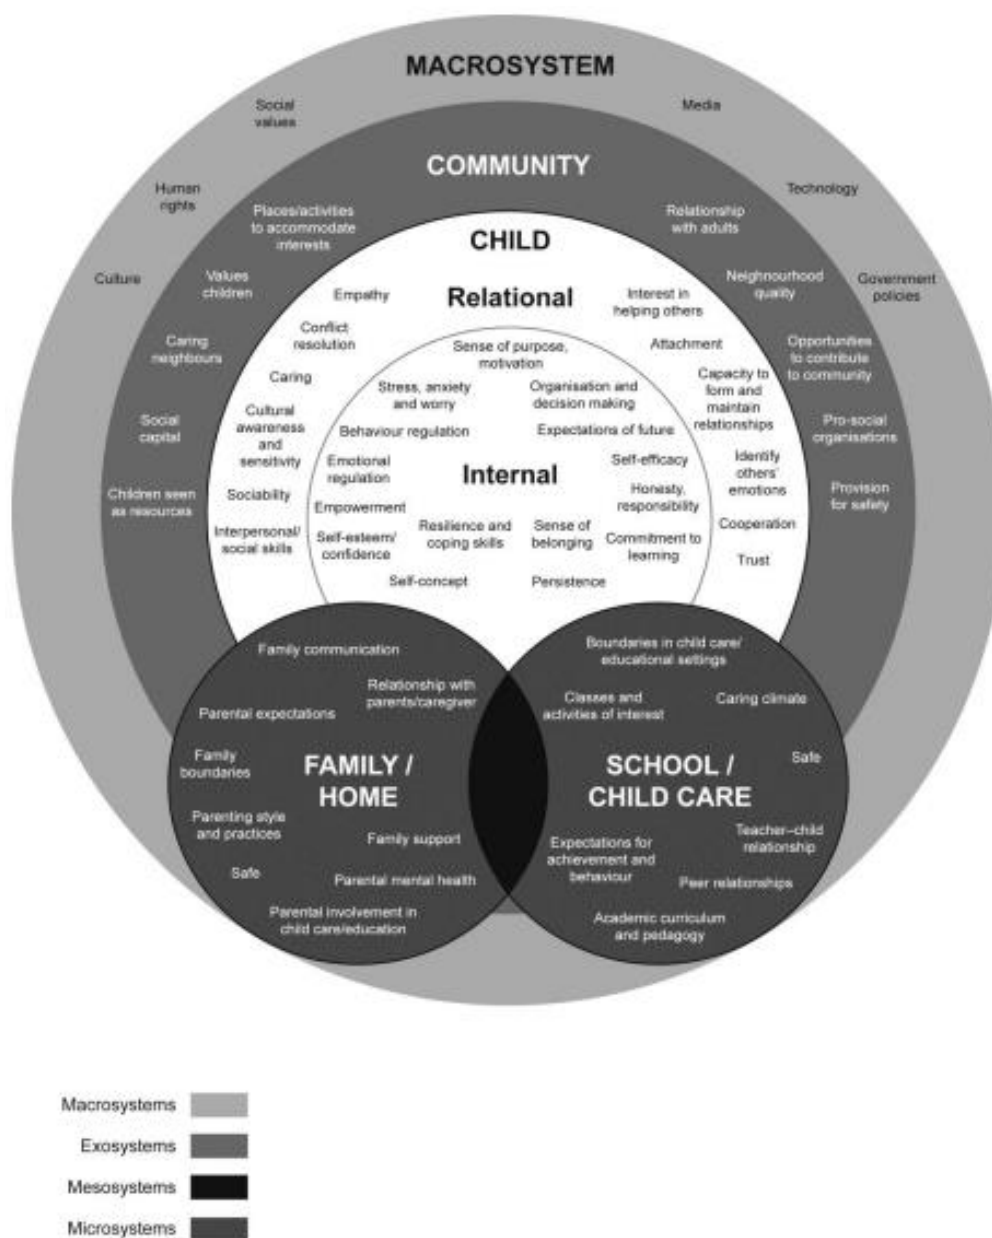 MACROSYSTEM
Social
values
Media
Human
rights
Technology
Culture
Government
policies
COMMUNITY
Places/activities
to accommodate
interests
Relationship
with adults
Values
children
Neighnourhood
quality
Caring
neighbours
Opportunities
to contribute
to community
Social
capital
Pro-social
organisations
Children seen
as resources
Provision
for safety
CHILD
Relational
Empathy
Interest in
helping others
Conflict
resolution
Attachment
Caring
Capacity to
form and
maintain
relationships
Cultural
awareness
and
sensitivity
Identify
others'
emotions
Sociability
Cooperation
Interpersonal/
social skills
Trust
Sense of purpose,
motivation
Stress, anxiety
and worry
Organisation and
decision making
Behaviour regulation
Expectations of future
Emotional
regulation
Internal
Self-efficacy
Empowerment
Honesty,
responsibility
Self-esteem/
confidence
Resilience and
coping skills
Sense of
belonging
Commitment to
learning
Self-concept
Persistence
Family communication
Relationship with
parents/caregiver
Parental expectations
Family
boundaries
FAMILY /
HOME
Parenting style
and practices
Family support
Safe
Parental mental health
Parental involvement in
child care/education
Boundaries in child care/
educational settings
Classes and
activities of interest
Caring climate
SCHOOL /
CHILD CARE
Safe
Teacher–child
relationship
Expectations for
achievement and
behaviour
Peer relationships
Academic curriculum
and pedagogy
Macrosystems
Exosystems
Mesosystems
Microsystems